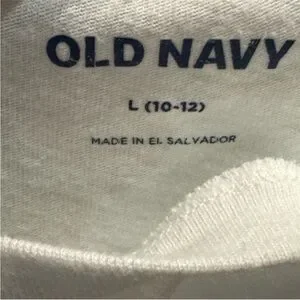 OLD NAVY
L (10-12)
MADE IN EL SALVADOR